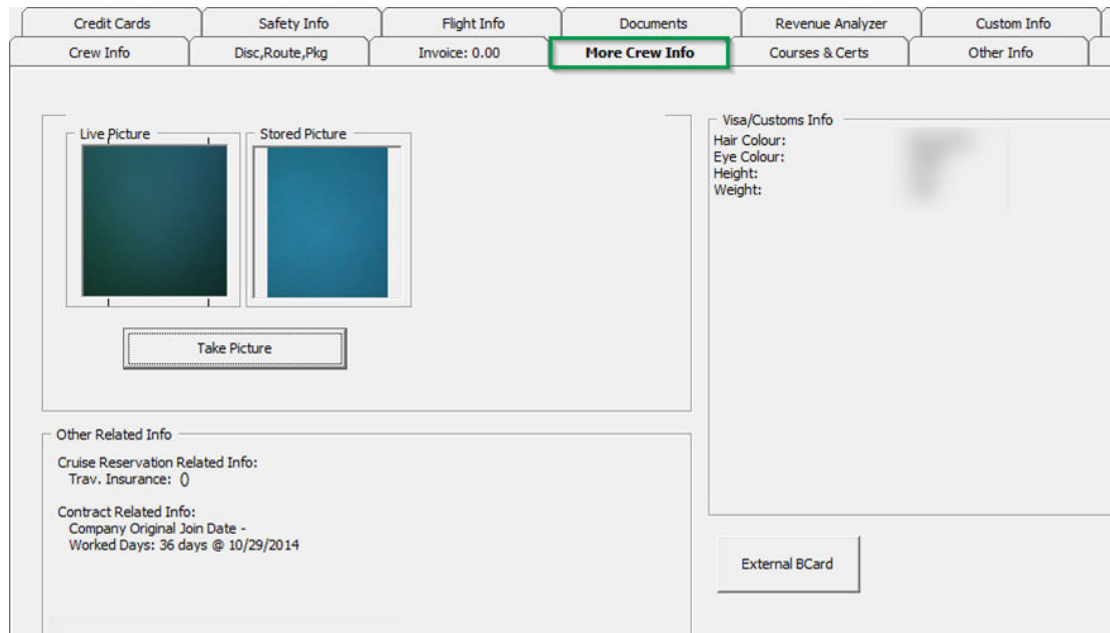 Credit Cards Safety Info Flight Info Documents Revenue Analyzer Custom Info
Crew Info Disc,Route,Pkg Invoice: 0.00 More Crew Info Courses & Certs Other Info
Live Picture Stored Picture
Take Picture
Visa/Customs Info
Hair Colour:
Eye Colour:
Height:
Weight:
Other Related Info
Cruise Reservation Related Info:
Trav. Insurance: ()
Contract Related Info:
Company Original Join Date -
Worked Days: 36 days @ 10/29/2014
External BCard